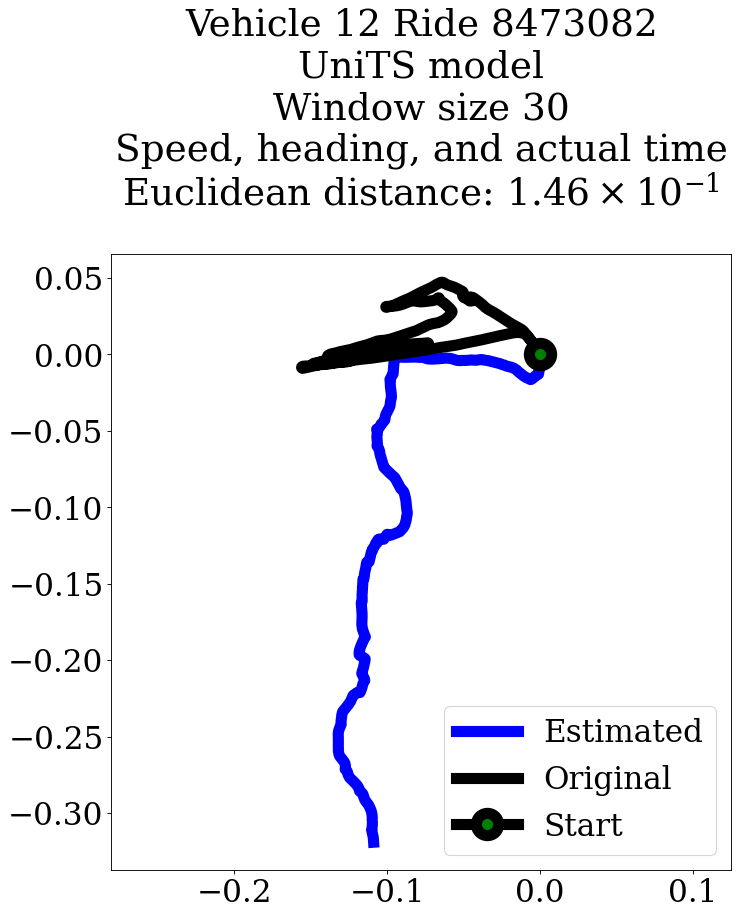 Vehicle 12 Ride 8473082
UniTS model
Window size 30
Speed, heading, and actual time
Euclidean distance: 1.46 × 10⁻¹
0.05
0.00
−0.05
−0.10
−0.15
−0.20
−0.25
−0.30
Estimated
Original
Start
−0.2 −0.1 0.0 0.1